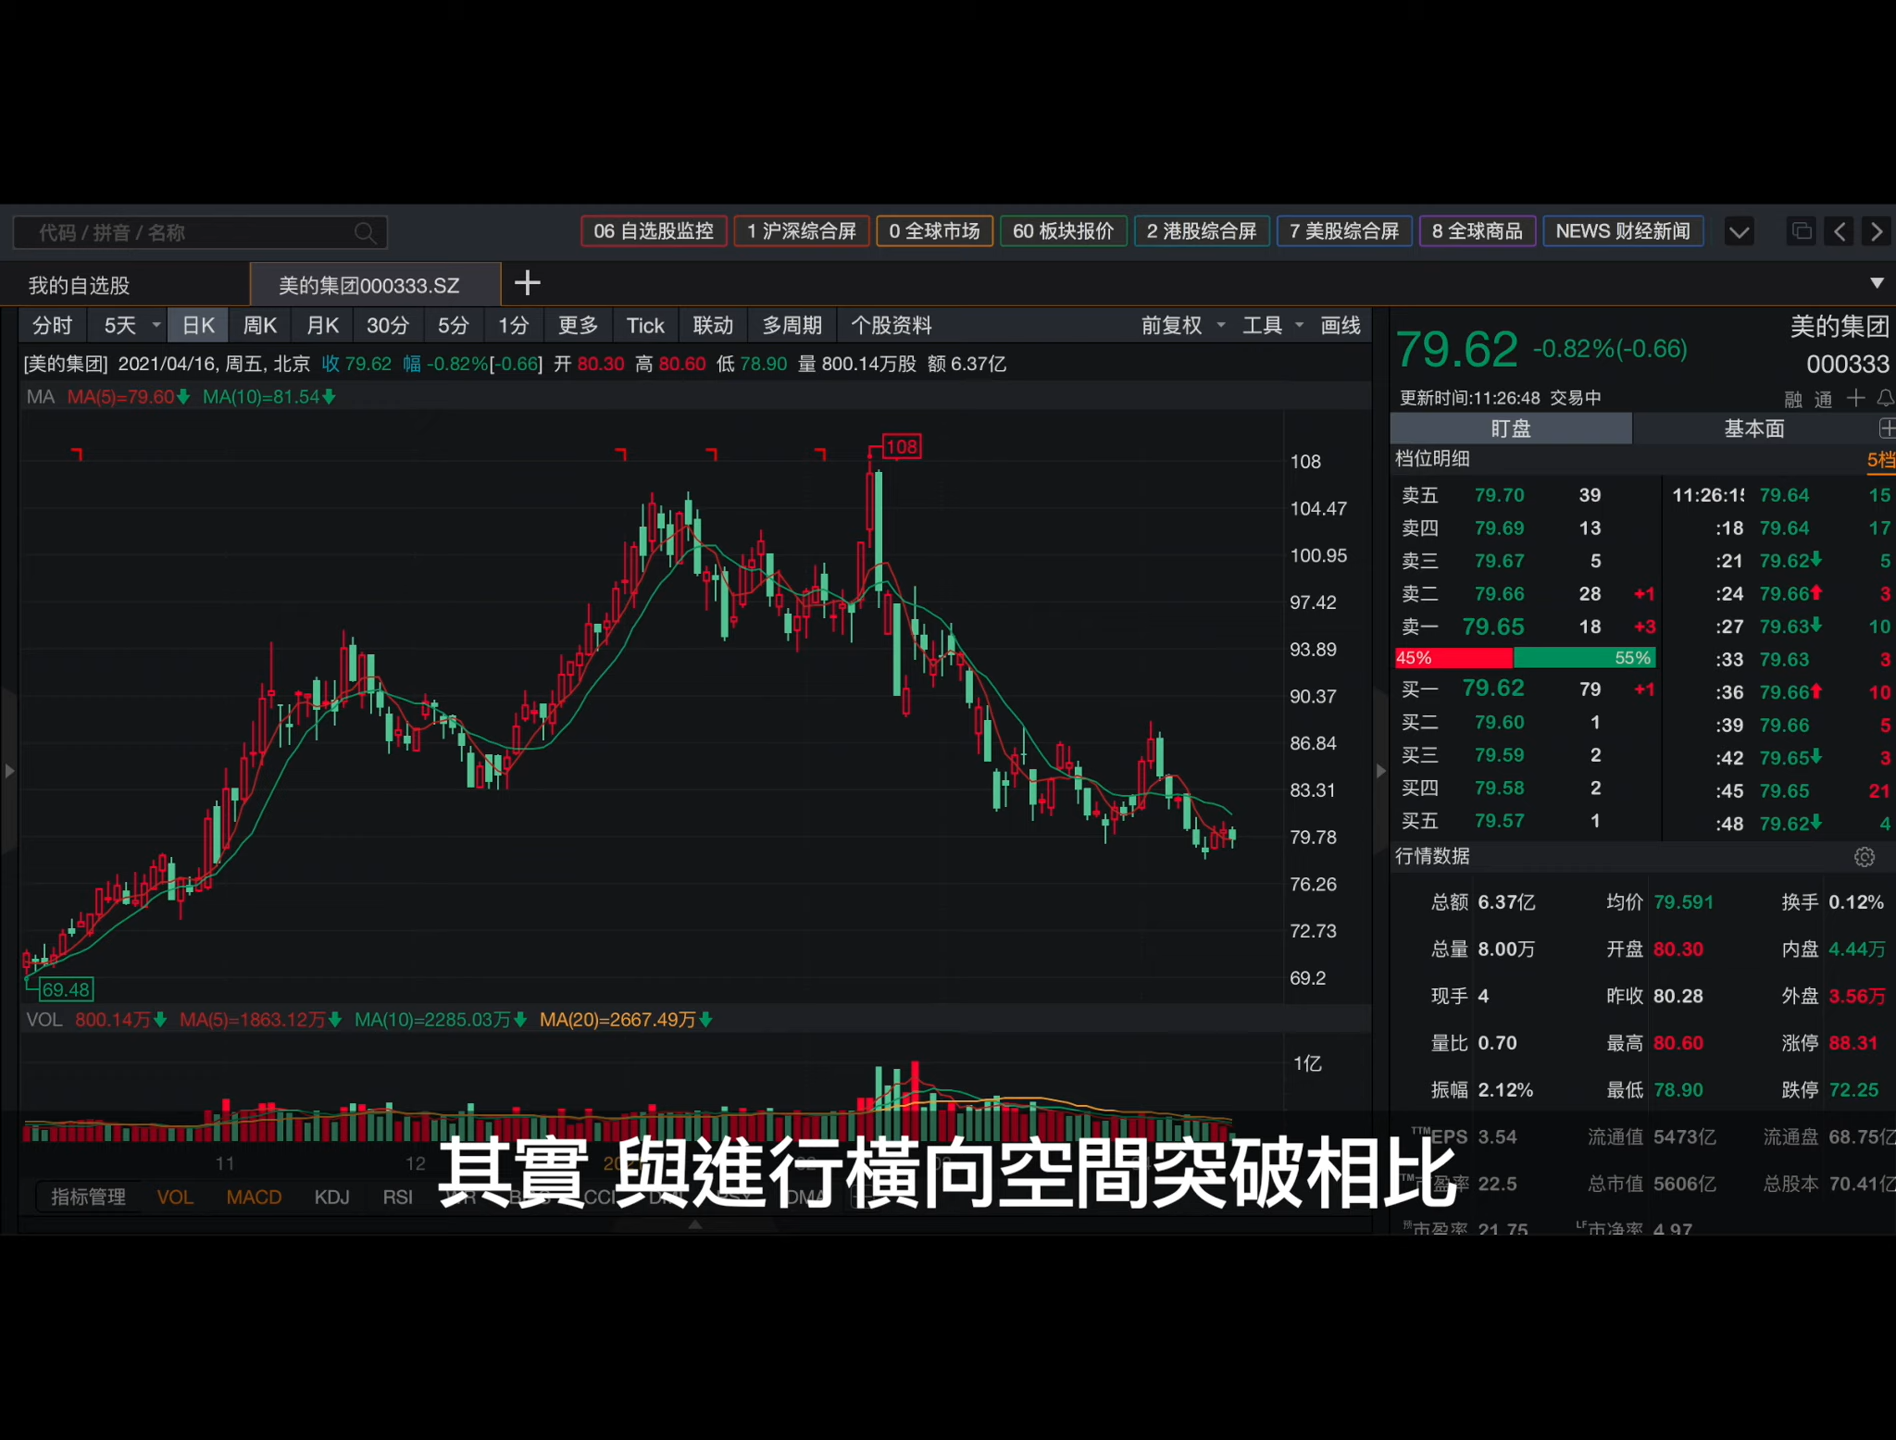 代码 / 拼音 / 名称
06 自选股监控 1 沪深综合屏 0 全球市场 60 板块报价 2 港股综合屏 7 美股综合屏 8 全球商品 NEWS 财经新闻
我的自选股 美的集团000333.SZ
分时 5天 日K 周K 月K 30分 5分 1分 更多 Tick 联动 多周期 个股资料 前复权 工具 画线
[美的集团] 2021/04/16, 周五, 北京 收 79.62 幅 -0.82%[-0.66] 开 80.30 高 80.60 低 78.90 量 800.14万股 额 6.37亿
MA MA(5)=79.60 MA(10)=81.54
108
108
104.47
100.95
97.42
93.89
90.37
86.84
83.31
79.78
76.26
72.73
69.2
69.48
VOL 800.14万 MA(5)=1863.12万 MA(10)=2285.03万 MA(20)=2667.49万
1亿
11 12
指标管理 VOL MACD KDJ RSI
79.62 -0.82%(-0.66) 美的集团
000333
更新时间:11:26:48 交易中 融 通
盯盘 基本面
档位明细 5档
卖五 79.70 39
卖四 79.69 13
卖三 79.67 5
卖二 79.66 28 +1
卖一 79.65 18 +3
45% 55%
买一 79.62 79 +1
买二 79.60 1
买三 79.59 2
买四 79.58 2
买五 79.57 1
79.64 15
:18 79.64 17
:21 79.62 5
:24 79.66 3
:27 79.63 10
:33 79.63 3
:36 79.66 10
:39 79.66 5
:42 79.65 3
:45 79.65 21
:48 79.62 4
行情数据
总额 6.37亿 均价 79.591 换手 0.12%
总量 8.00万 开盘 80.30 内盘 4.44万
现手 4 昨收 80.28 外盘 3.56万
量比 0.70 最高 80.60 涨停 88.31
振幅 2.12% 最低 78.90 跌停 72.25
TTMEPS 3.54 流通值 5473亿 流通盘 68.75亿
22.5 总市值 5606亿 总股本 70.41亿
市盈率 21.75 LF市净率 4.97
其實 與進行橫向空間突破相比